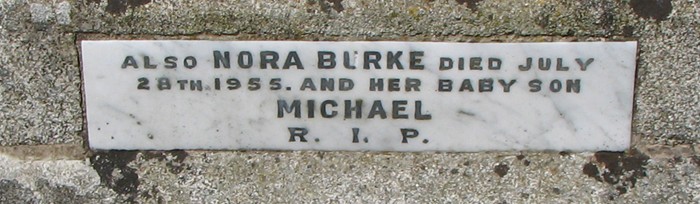 ALSO NORA BURKE DIED JULY
28TH. 1955. AND HER BABY SON
MICHAEL
R. I. P.